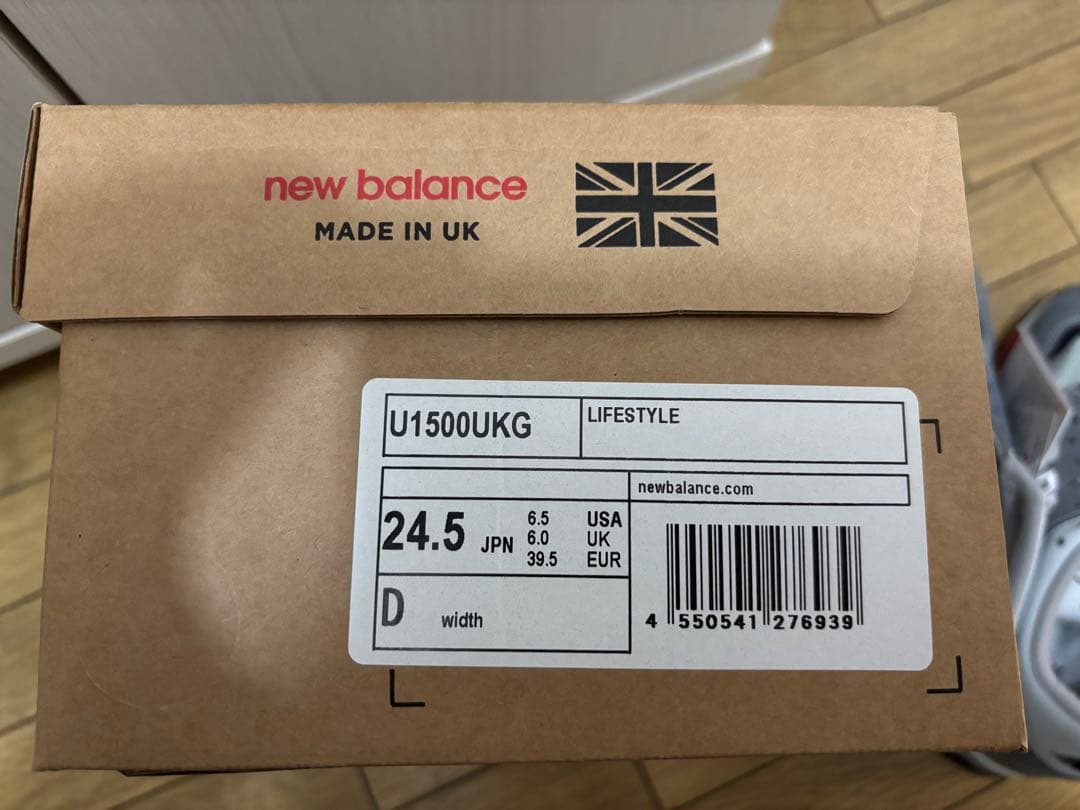 new balance
MADE IN UK
U1500UKG
LIFESTYLE
newbalance.com
24.5 JPN
6.5 USA
6.0 UK
39.5 EUR
D width
4 550541 276939